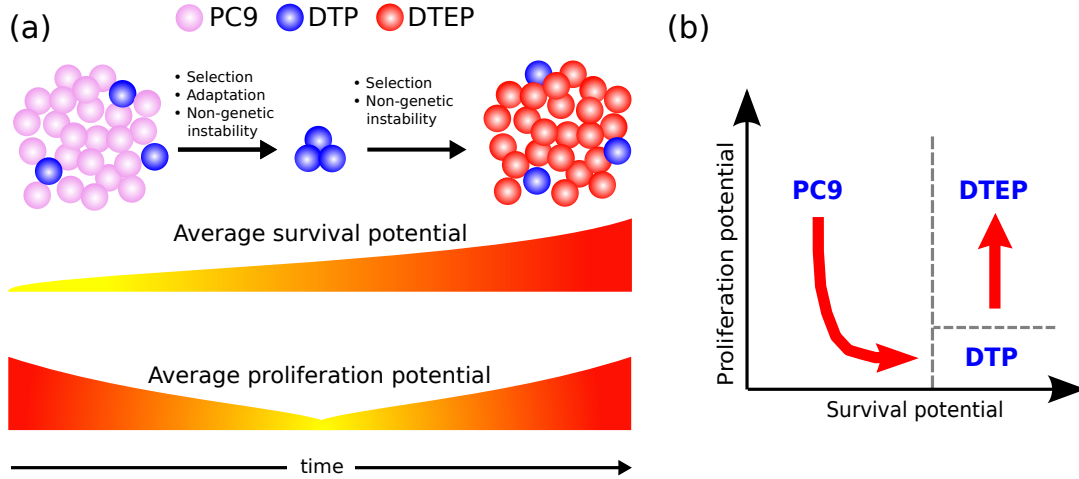 (a)
PC9 DTP DTEP
• Selection
• Adaptation
• Non-genetic
instability
• Selection
• Non-genetic
instability
Average survival potential
Average proliferation potential
time
(b)
Proliferation potential
PC9
DTEP
DTP
Survival potential